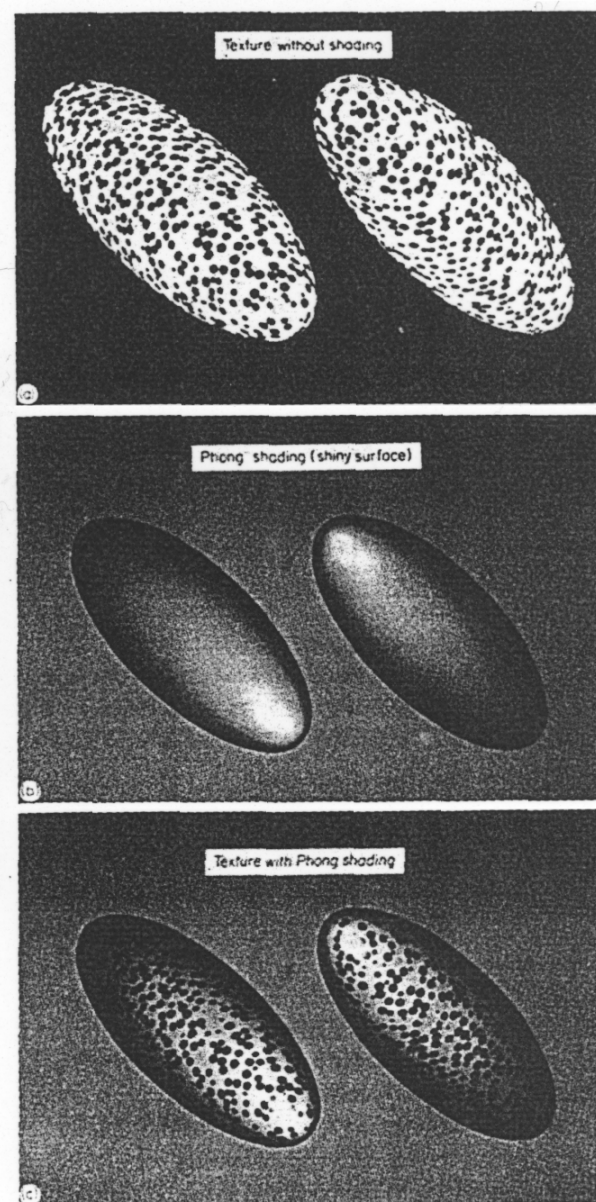 Texture without shading
(a)
Phong shading (shiny surface)
(b)
Texture with Phong shading
(c)